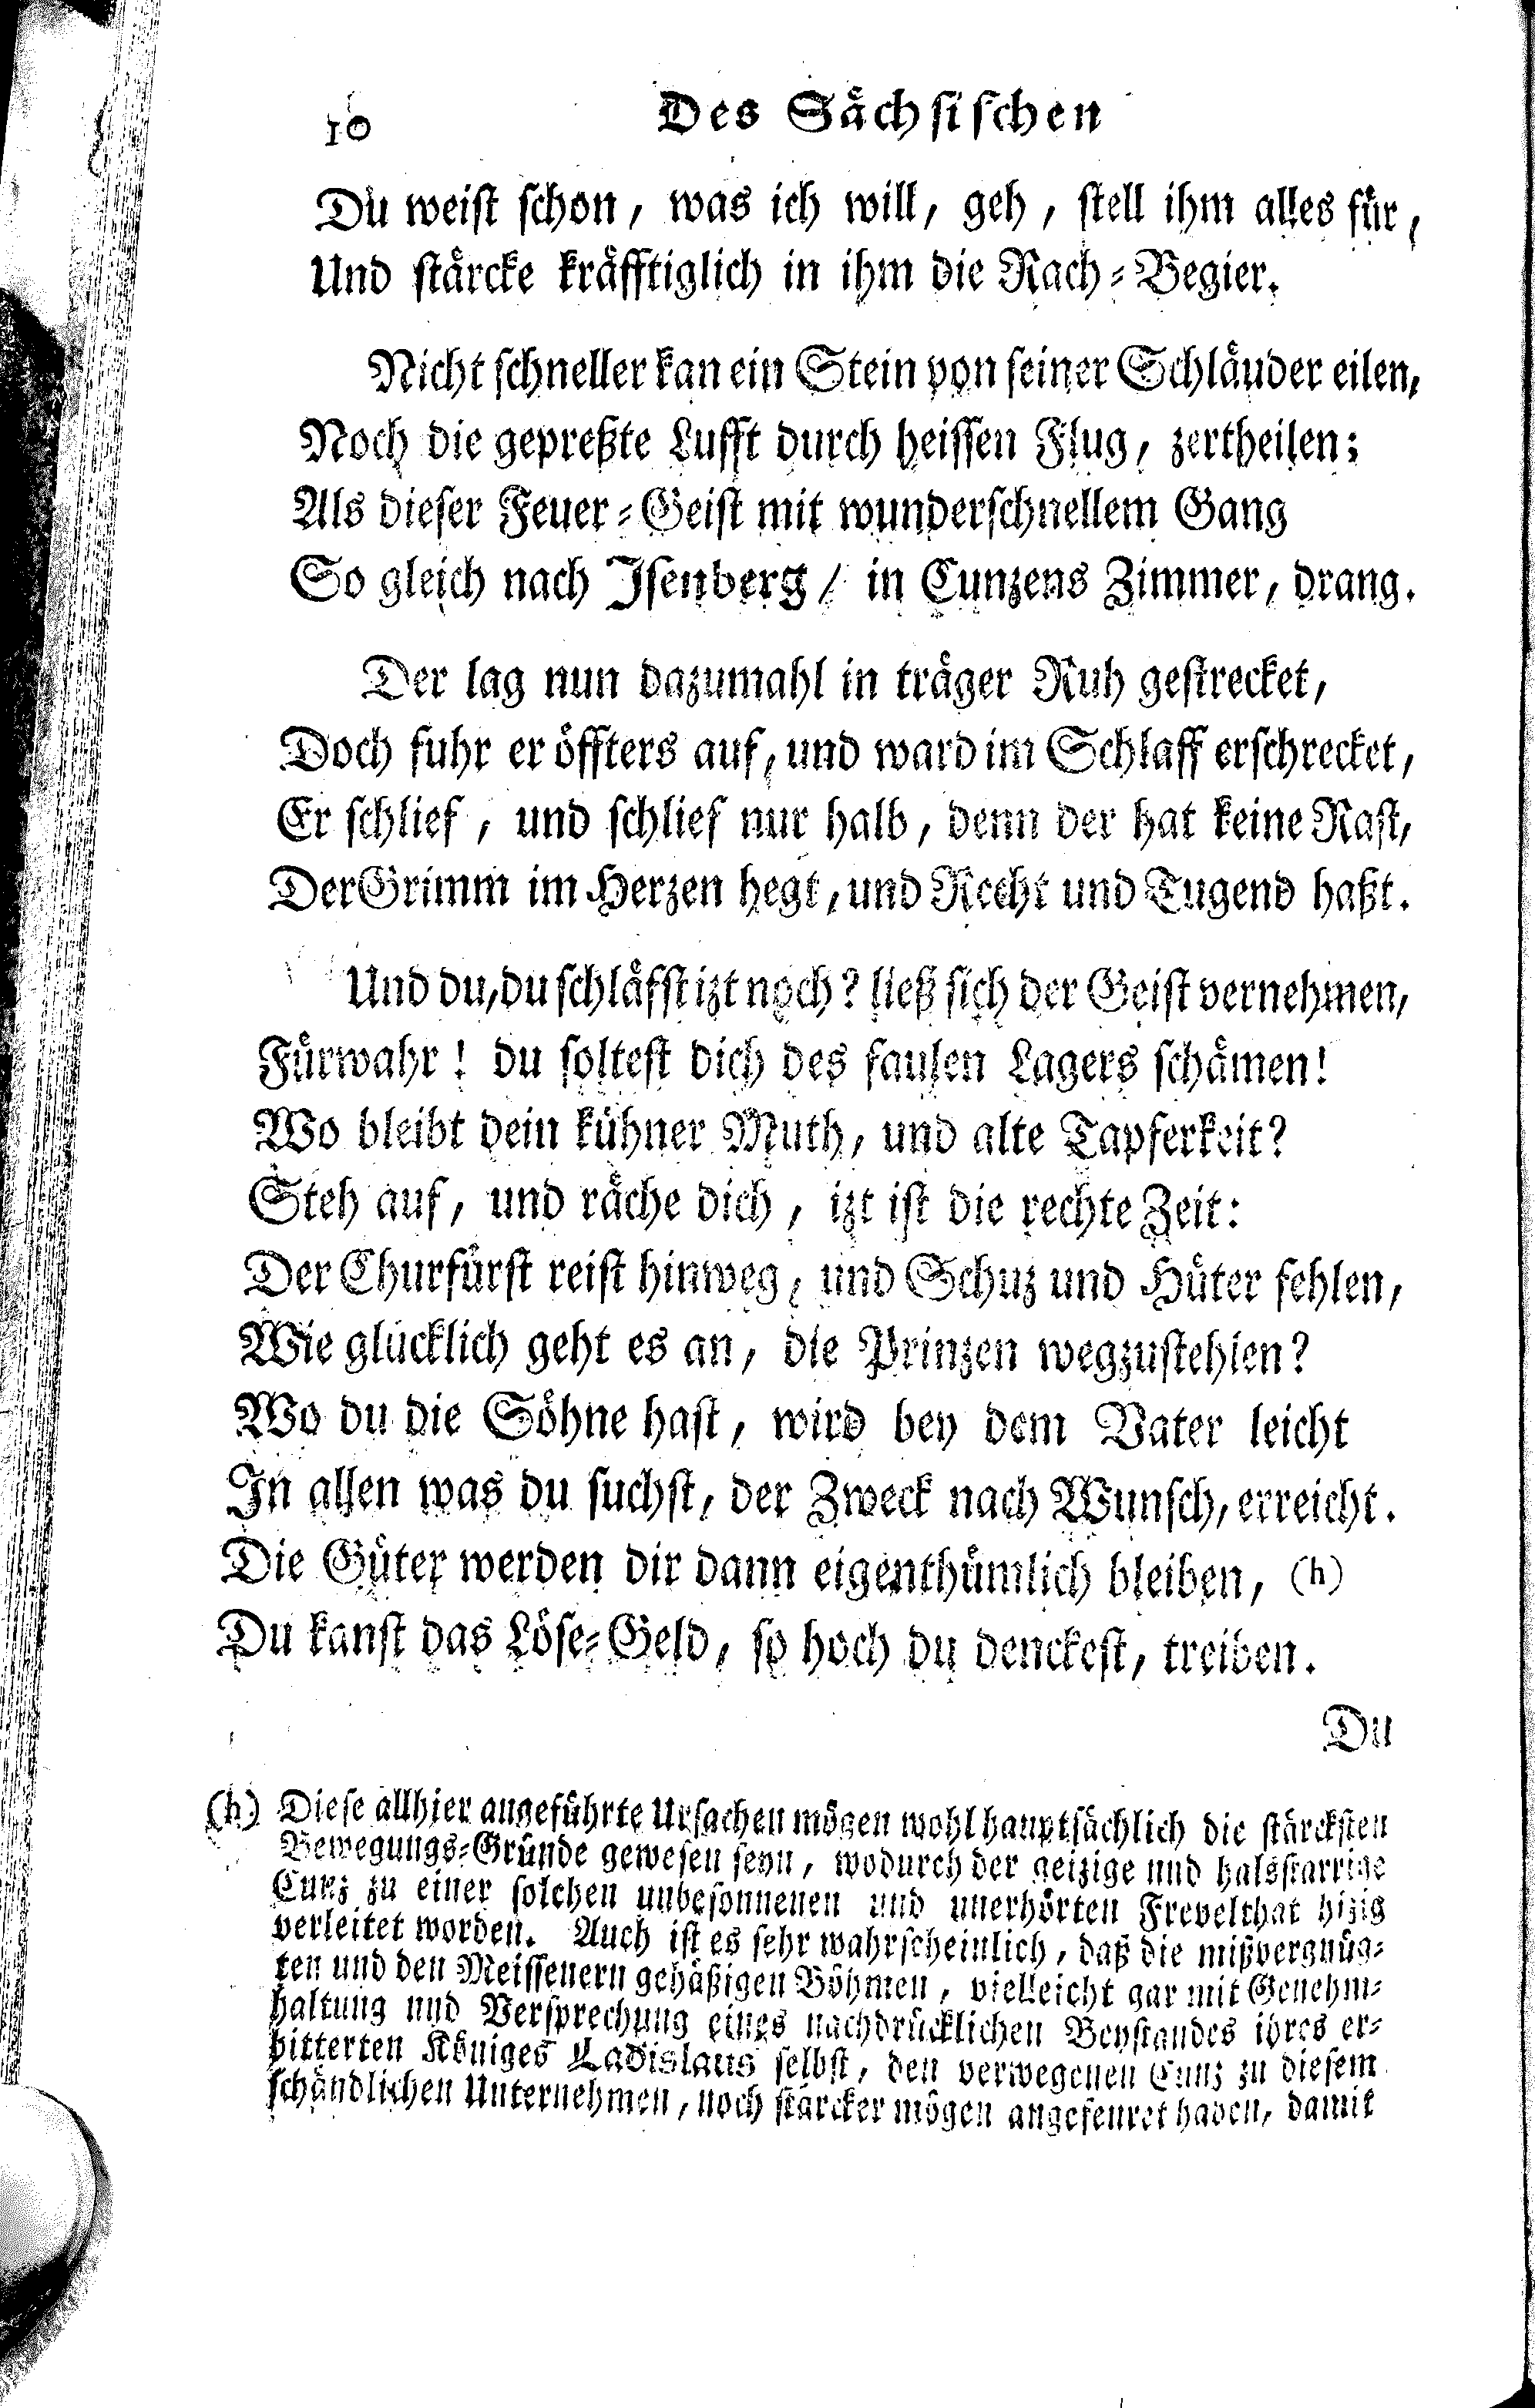 10 Des Sächsischen
Du weist schon, was ich will, geh, stell ihm alles für,
Und stärcke kräfftiglich in ihm die Rach-Begier.
Nicht schneller kan ein Stein von seiner Schläuder eilen,
Noch die gepreßte Lufft durch heissen Flug, zertheilen;
Als dieser Feuer-Geist mit wunderschnellem Gang
So gleich nach Isenberg / in Cunzens Zimmer, drang.
Der lag nun dazumahl in träger Ruh gestrecket,
Doch fuhr er öffters auf, und ward im Schlaff erschrecket,
Er schlief, und schlief nur halb, denn der hat keine Rast,
Der Grimm im Herzen hegt, und Recht und Tugend haßt.
Und du, du schläfst izt noch? ließ sich der Geist vernehmen,
Fürwahr! du soltest dich des faulen Lagers schämen!
Wo bleibt dein kühner Muth, und alte Tapferkeit?
Steh auf, und räche dich, izt ist die rechte Zeit:
Der Churfürst reist hinweg, und Schuz und Hüter fehlen,
Wie glücklich geht es an, die Prinzen wegzustehlen?
Wo du die Söhne hast, wird bey dem Vater leicht
In allen was du suchst, der Zweck nach Wunsch, erreicht.
Die Güter werden dir dann eigenthümlich bleiben, (h)
Du kanst das Löse-Geld, so hoch du denckest, treiben.
Du
(h) Diese allhier angeführte Ursachen mögen wohl hauptsächlich die stärcksten
Bewegungs-Gründe gewesen seyn, wodurch der geizige und halsstarrige
Cunz zu einer solchen unbesonnenen und unerhörten Frevelthat hizig
verleitet worden. Auch ist es sehr wahrscheinlich, daß die mißvergnüg-
ten und den Meissenern gehäßigen Böhmen, vielleicht gar mit Genehm-
haltung und Versprechung eines nachdrücklichen Beystandes ihres er-
bitterten Königes Ladislaus selbst, den verwegenen Cunz zu diesem
schändlichen Unternehmen, noch stärcker mögen angefeuret haben, damit